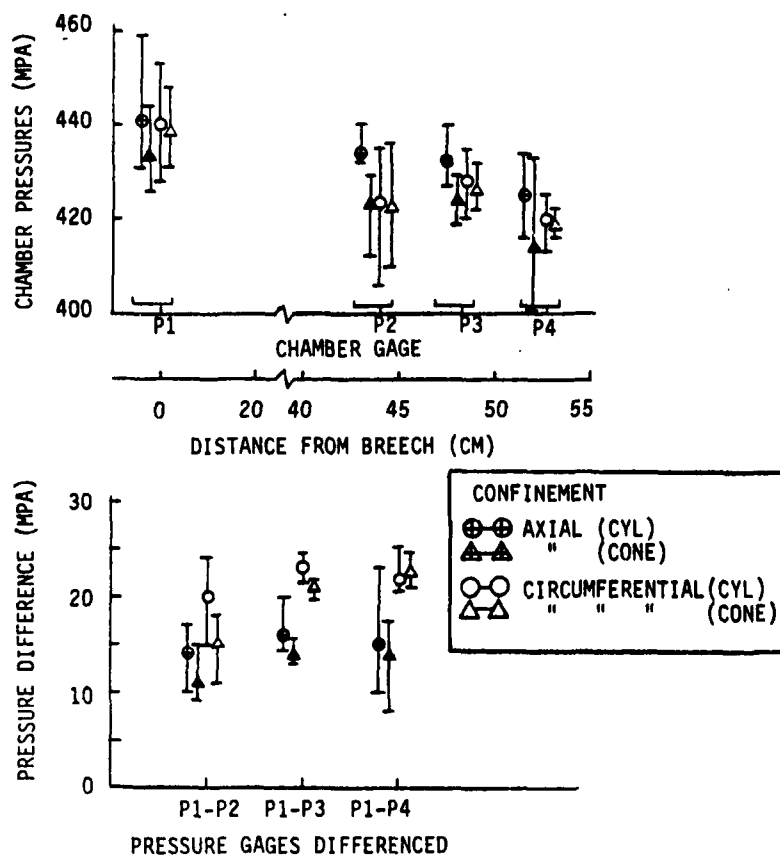 CHAMBER PRESSURES (MPA)
460
440
420
400
P1
P2
P3
P4
CHAMBER GAGE
0 20 40 45 50 55
DISTANCE FROM BREECH (CM)
PRESSURE DIFFERENCE (MPA)
30
20
10
0
P1-P2 P1-P3 P1-P4
PRESSURE GAGES DIFFERENCED
CONFINEMENT
AXIAL (CYL)
" (CONE)
CIRCUMFERENTIAL (CYL)
" " " (CONE)